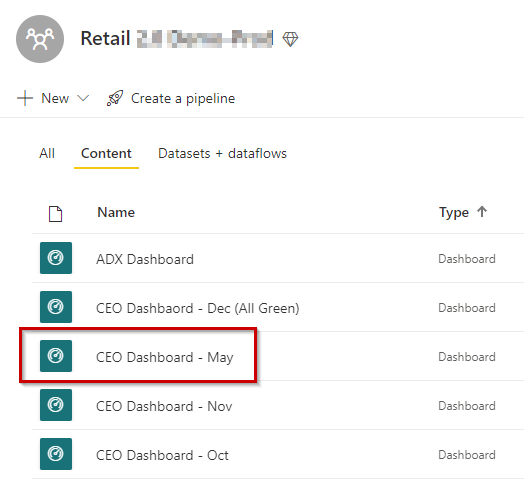 Retail
New Create a pipeline
All Content Datasets + dataflows
Name Type
ADX Dashboard Dashboard
CEO Dashbaord - Dec (All Green) Dashboard
CEO Dashboard - May Dashboard
CEO Dashboard - Nov Dashboard
CEO Dashboard - Oct Dashboard